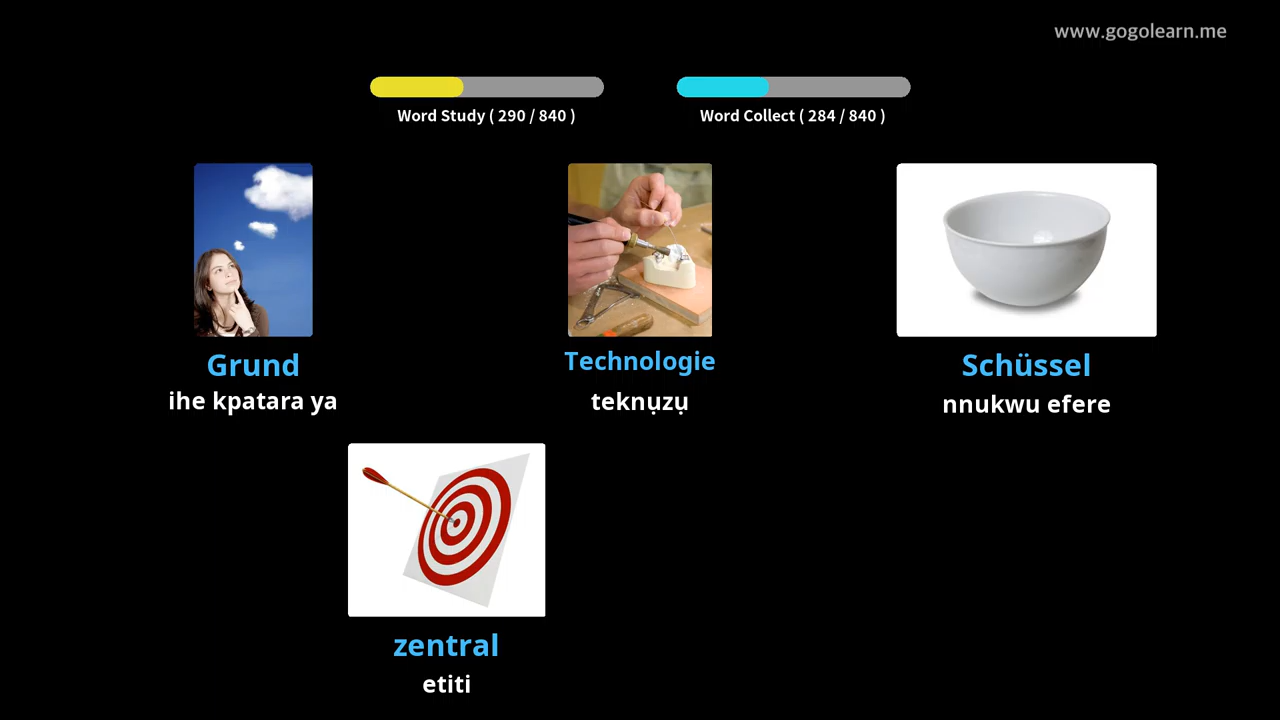 www.gogolearn.me
Word Study ( 290 / 840 )
Word Collect ( 284 / 840 )
Grund
ihe kpatara ya
Technologie
teknụzụ
Schüssel
nnukwu efere
zentral
etiti